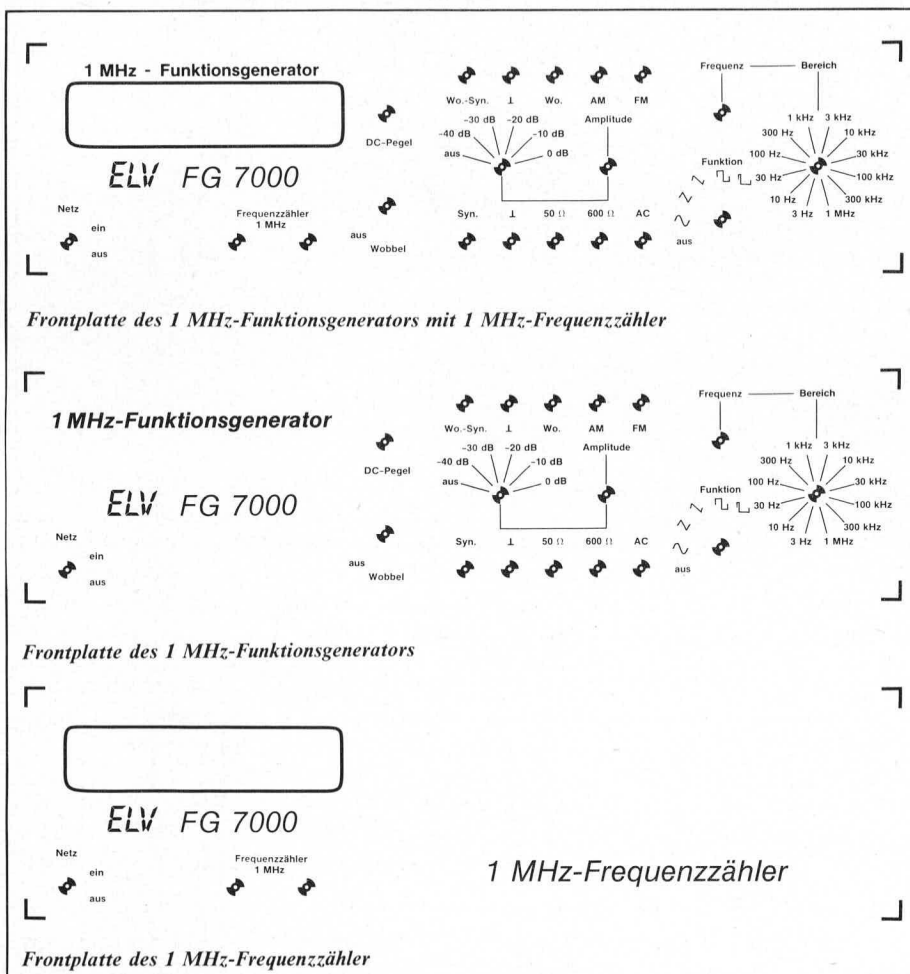 1 MHz - Funktionsgenerator
Frequenz Bereich
Wo.-Syn. ⊥ Wo. AM FM
-30 dB -20 dB Amplitude
1 kHz 3 kHz
DC-Pegel
-40 dB -10 dB
300 Hz 10 kHz
aus 0 dB
100 Hz 30 kHz
Funktion
ELV FG 7000
30 Hz 100 kHz
10 Hz 300 kHz
3 Hz 1 MHz
Netz
ein
aus
Frequenzzähler
1 MHz
aus
Wobbel
Syn. ⊥ 50 Ω 600 Ω AC
aus
Frontplatte des 1 MHz-Funktionsgenerators mit 1 MHz-Frequenzzähler
1 MHz-Funktionsgenerator
Frequenz Bereich
Wo.-Syn. ⊥ Wo. AM FM
-30 dB -20 dB Amplitude
1 kHz 3 kHz
DC-Pegel
-40 dB -10 dB
300 Hz 10 kHz
aus 0 dB
100 Hz 30 kHz
Funktion
ELV FG 7000
30 Hz 100 kHz
10 Hz 300 kHz
3 Hz 1 MHz
Netz
ein
aus
aus
Wobbel
Syn. ⊥ 50 Ω 600 Ω AC
aus
Frontplatte des 1 MHz-Funktionsgenerators
ELV FG 7000
Netz
ein
aus
Frequenzzähler
1 MHz
1 MHz-Frequenzzähler
Frontplatte des 1 MHz-Frequenzzähler